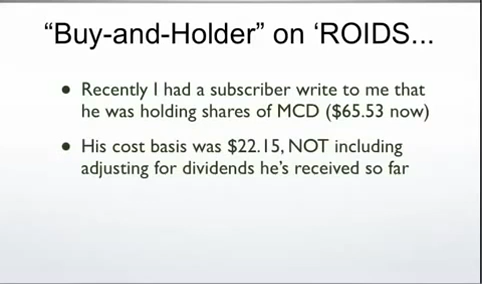 “Buy-and-Holder” on ‘ROIDS...
• Recently I had a subscriber write to me that
he was holding shares of MCD ($65.53 now)
• His cost basis was $22.15, NOT including
adjusting for dividends he’s received so far